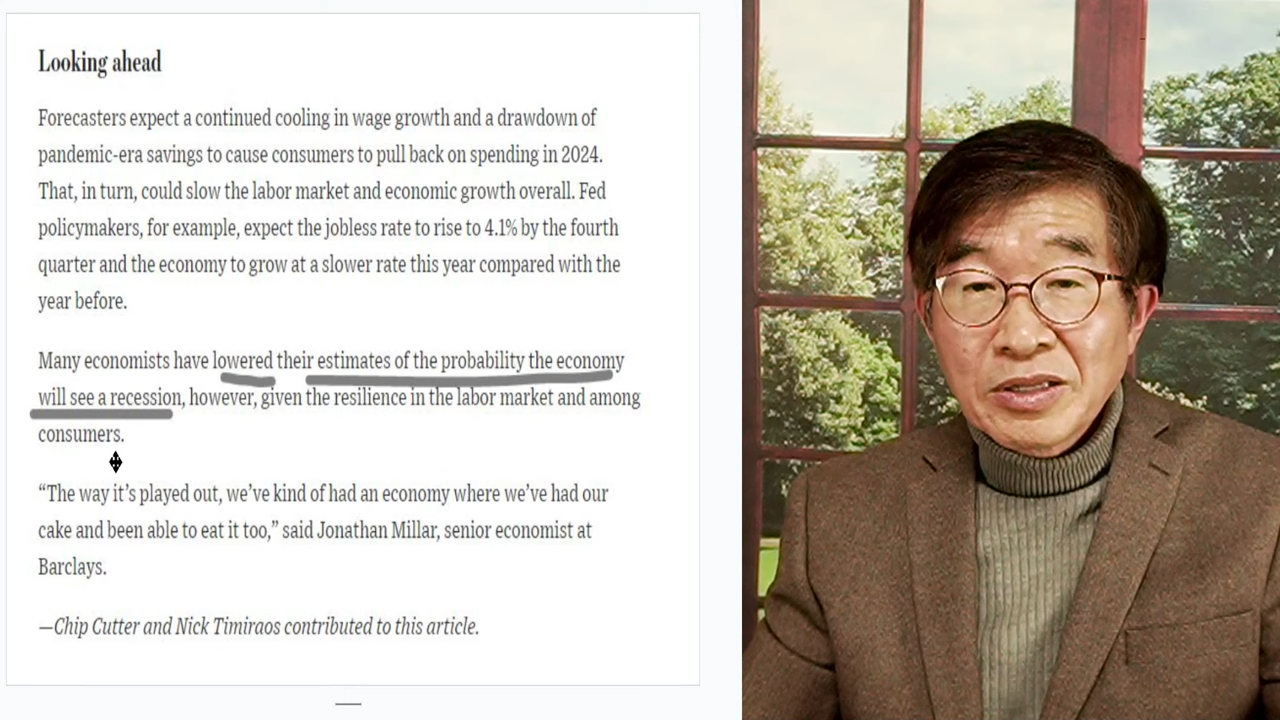 Looking ahead
Forecasters expect a continued cooling in wage growth and a drawdown of
pandemic-era savings to cause consumers to pull back on spending in 2024.
That, in turn, could slow the labor market and economic growth overall. Fed
policymakers, for example, expect the jobless rate to rise to 4.1% by the fourth
quarter and the economy to grow at a slower rate this year compared with the
year before.
Many economists have lowered their estimates of the probability the economy
will see a recession, however, given the resilience in the labor market and among
consumers.
“The way it’s played out, we’ve kind of had an economy where we’ve had our
cake and been able to eat it too,” said Jonathan Millar, senior economist at
Barclays.
—Chip Cutter and Nick Timiraos contributed to this article.